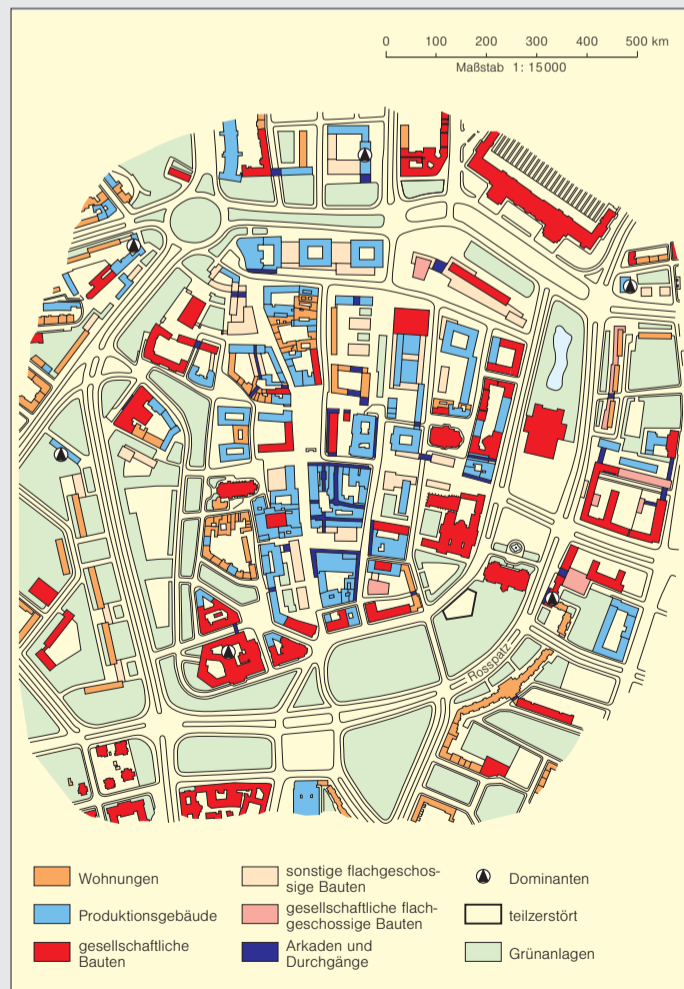 0 100 200 300 400 500 km
Maßstab 1: 15000
Rosspatz
Wohnungen
Produktionsgebäude
gesellschaftliche
Bauten
sonstige flachgeschos-
sige Bauten
gesellschaftliche flach-
geschossige Bauten
Arkaden und
Durchgänge
Dominanten
teilzerstört
Grünanlagen